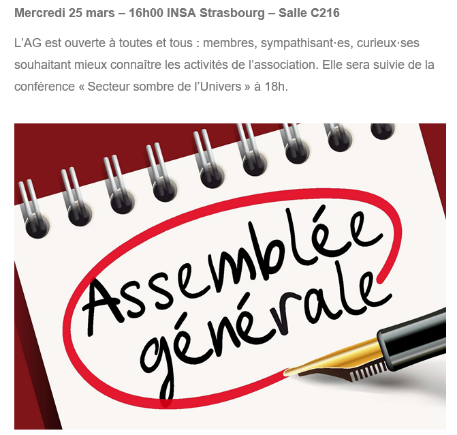 Mercredi 25 mars – 16h00 INSA Strasbourg – Salle C216
L’AG est ouverte à toutes et tous : membres, sympathisant·es, curieux·ses
souhaitant mieux connaître les activités de l’association. Elle sera suivie de la
conférence « Secteur sombre de l’Univers » à 18h.
Assemblée
générale